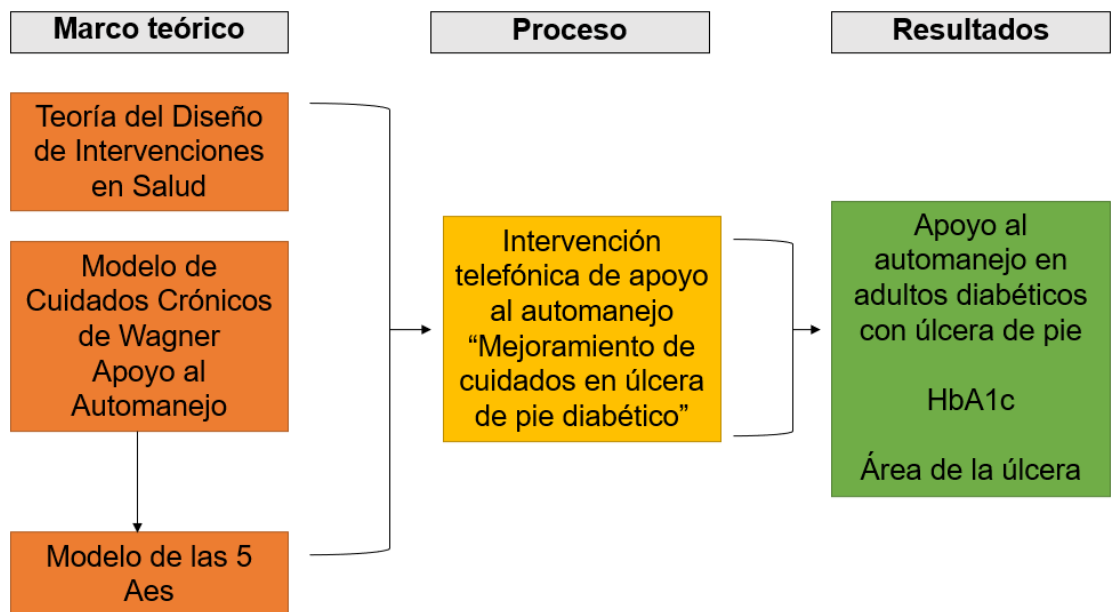 Marco teórico
Proceso
Resultados
Teoría del Diseño
de Intervenciones
en Salud
Modelo de
Cuidados Crónicos
de Wagner
Apoyo al
Automanejo
Modelo de las 5
Aes
Intervención
telefónica de apoyo
al automanejo
“Mejoramiento de
cuidados en úlcera
de pie diabético”
Apoyo al
automanejo en
adultos diabéticos
con úlcera de pie
HbA1c
Área de la úlcera